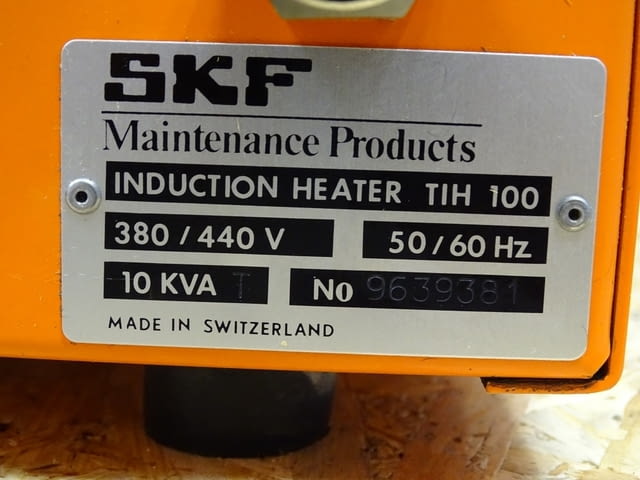 SKF
Maintenance Products
INDUCTION HEATER TIH 100
380 / 440 V 50 / 60 Hz
10 KVA T No 9639381
MADE IN SWITZERLAND